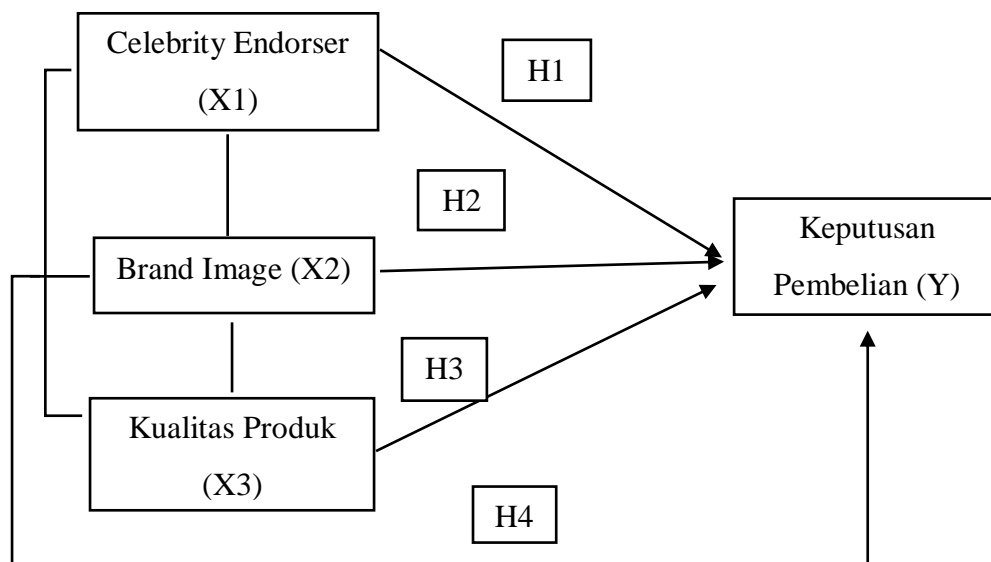 Celebrity Endorser
(X1)
H1
H2
Brand Image (X2)
Keputusan
Pembelian (Y)
H3
Kualitas Produk
(X3)
H4